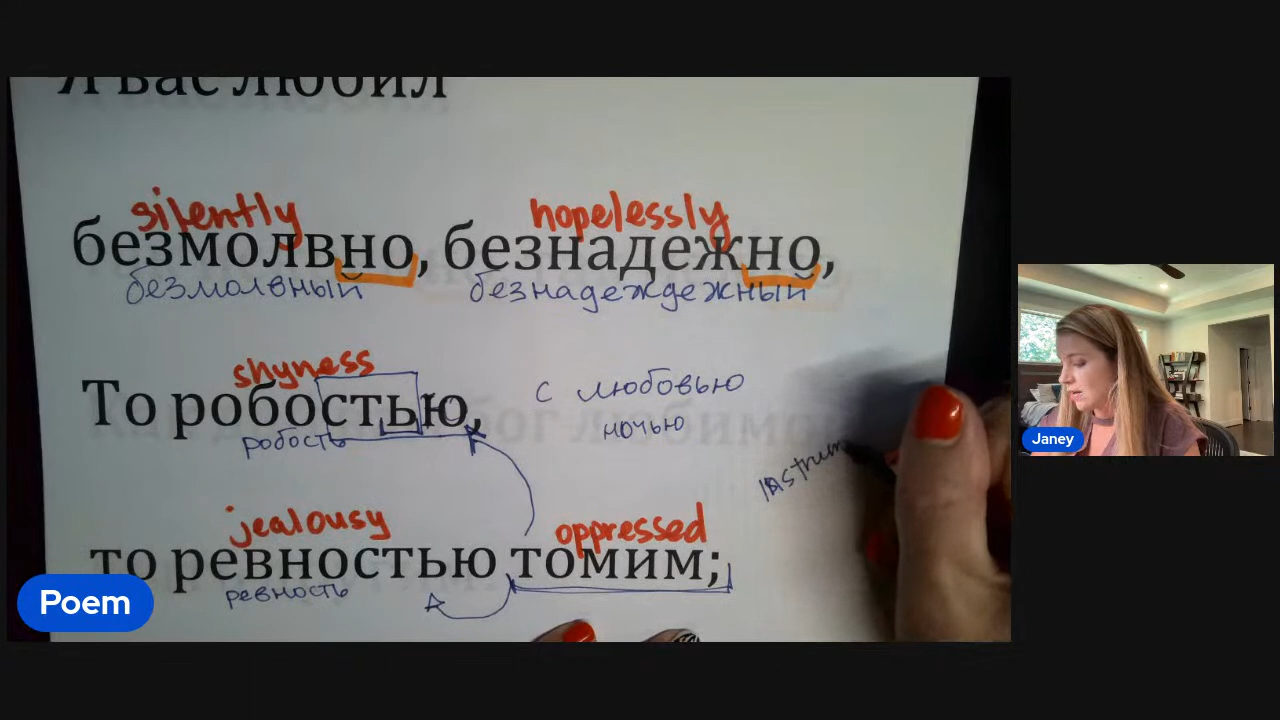 Я вас любил
silently hopelessly
безмолвно, безнадежно,
безмолвный безнадеждежный
shyness
То робостью, с любовью
робость ночью
jealousy oppressed
то ревностью томим;
ревность
Janey
Poem